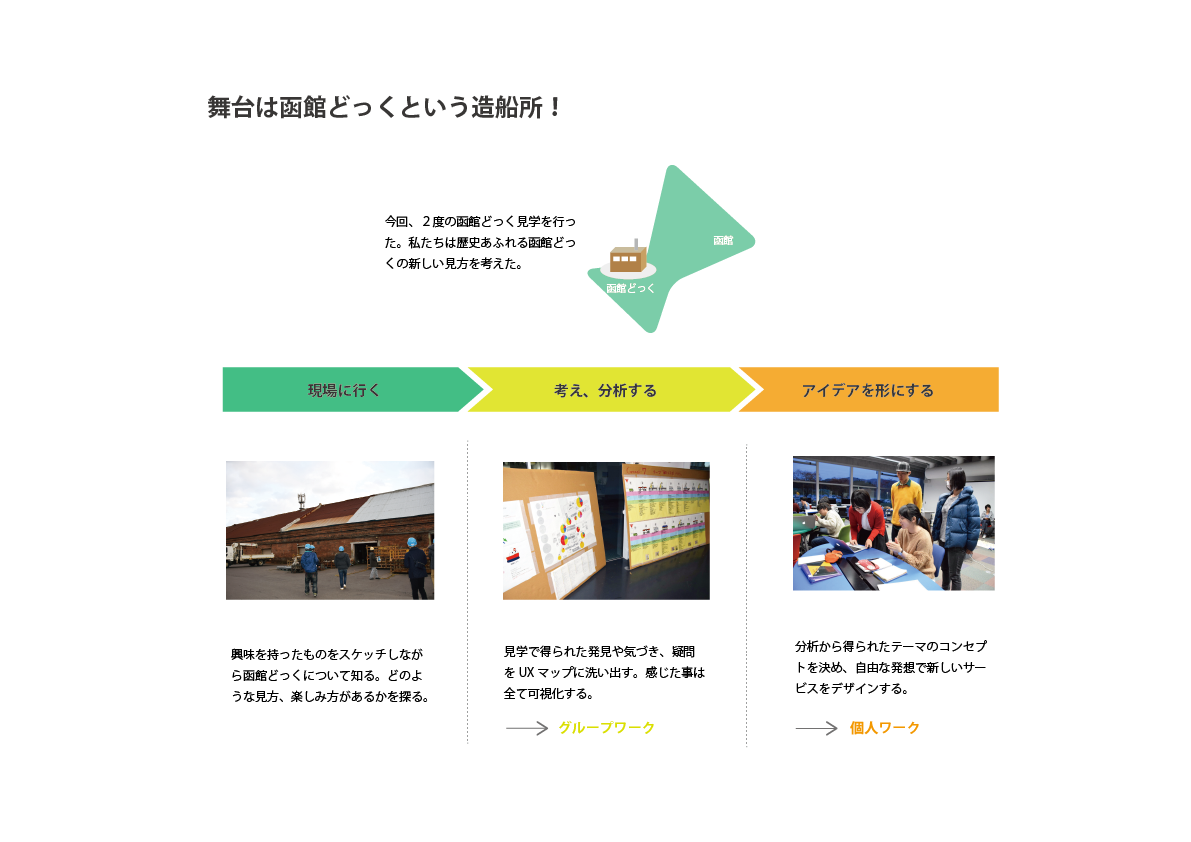 舞台は函館どっくという造船所！
今回、２度の函館どっく見学を行っ
た。私たちは歴史あふれる函館どっ
くの新しい見方を考えた。
函館
函館どっく
現場に行く
考え、分析する
アイデアを形にする
興味を持ったものをスケッチしなが
ら函館どっくについて知る。どのよ
うな見方、楽しみ方があるかを探る。
見学で得られた発見や気づき、疑問
を UX マップに洗い出す。感じた事は
全て可視化する。
グループワーク
分析から得られたテーマのコンセプ
トを決め、自由な発想で新しいサー
ビスをデザインする。
個人ワーク